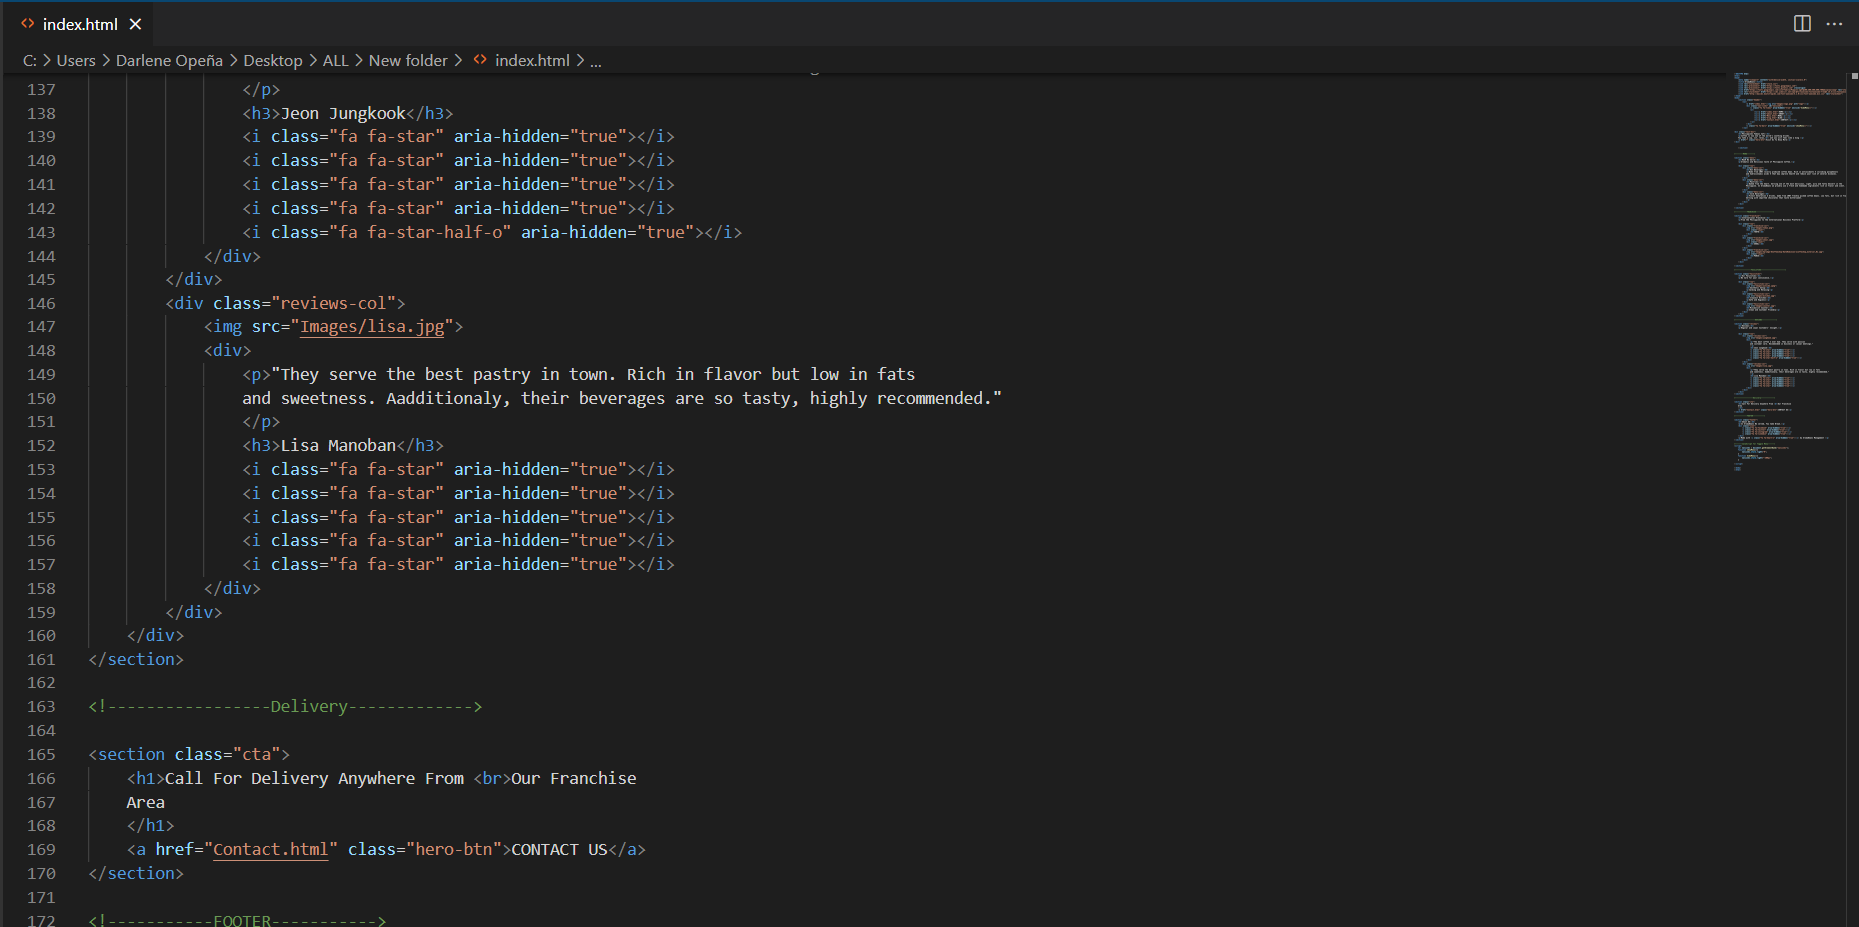 index.html
C: > Users > Darlene Opeña > Desktop > ALL > New folder > index.html > ...
137 </p>
138 <h3>Jeon Jungkook</h3>
139 <i class="fa fa-star" aria-hidden="true"></i>
140 <i class="fa fa-star" aria-hidden="true"></i>
141 <i class="fa fa-star" aria-hidden="true"></i>
142 <i class="fa fa-star" aria-hidden="true"></i>
143 <i class="fa fa-star-half-o" aria-hidden="true"></i>
144 </div>
145 </div>
146 <div class="reviews-col">
147 <img src="Images/lisa.jpg">
148 <div>
149 <p>"They serve the best pastry in town. Rich in flavor but low in fats
150 and sweetness. Aadditionaly, their beverages are so tasty, highly recommended."
151 </p>
152 <h3>Lisa Manoban</h3>
153 <i class="fa fa-star" aria-hidden="true"></i>
154 <i class="fa fa-star" aria-hidden="true"></i>
155 <i class="fa fa-star" aria-hidden="true"></i>
156 <i class="fa fa-star" aria-hidden="true"></i>
157 <i class="fa fa-star" aria-hidden="true"></i>
158 </div>
159 </div>
160 </div>
161 </section>
162
163 <!-----------------Delivery------------->
164
165 <section class="cta">
166 <h1>Call For Delivery Anywhere From <br>Our Franchise
167 Area
168 </h1>
169 <a href="Contact.html" class="hero-btn">CONTACT US</a>
170 </section>
171
172 <!-----------FOOTER----------->